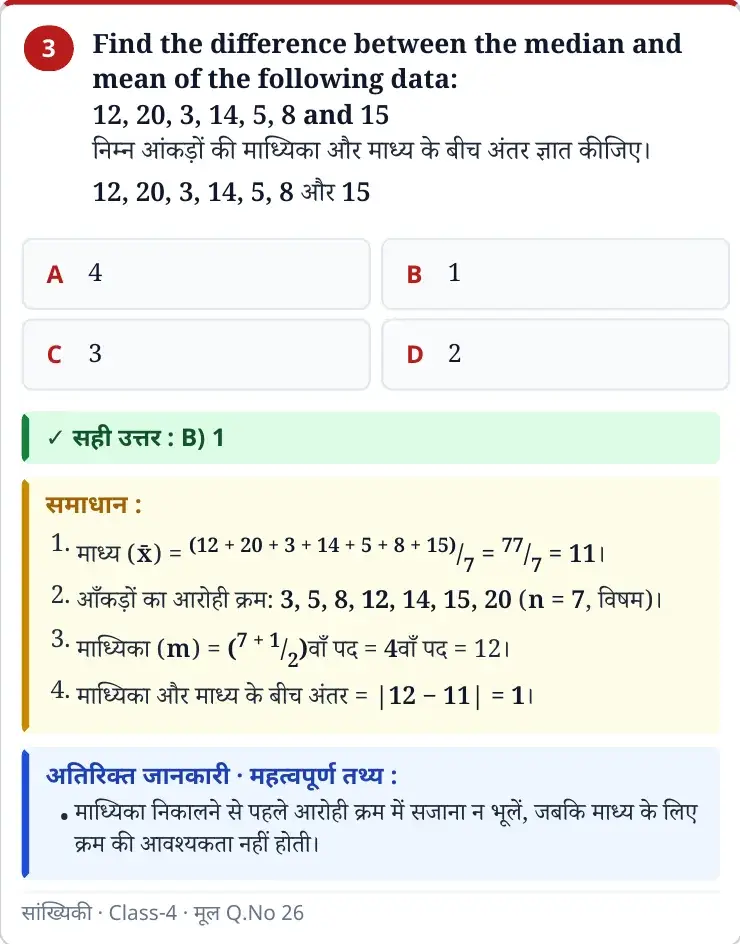 3
Find the difference between the median and
mean of the following data:
12, 20, 3, 14, 5, 8 and 15
निम्न आंकड़ों की माध्यिका और माध्य के बीच अंतर ज्ञात कीजिए।
12, 20, 3, 14, 5, 8 और 15
A 4
B 1
C 3
D 2
✓ सही उत्तर : B) 1
समाधान :
1. माध्य (x̄) = (12 + 20 + 3 + 14 + 5 + 8 + 15)/7 = 77/7 = 11।
2. आँकड़ों का आरोही क्रम: 3, 5, 8, 12, 14, 15, 20 (n = 7, विषम)।
3. माध्यिका (m) = (7 + 1/2)वाँ पद = 4वाँ पद = 12।
4. माध्यिका और माध्य के बीच अंतर = |12 − 11| = 1।
अतिरिक्त जानकारी · महत्वपूर्ण तथ्य :
• माध्यिका निकालने से पहले आरोही क्रम में सजाना न भूलें, जबकि माध्य के लिए
क्रम की आवश्यकता नहीं होती।
सांख्यिकी · Class-4 · मूल Q.No 26